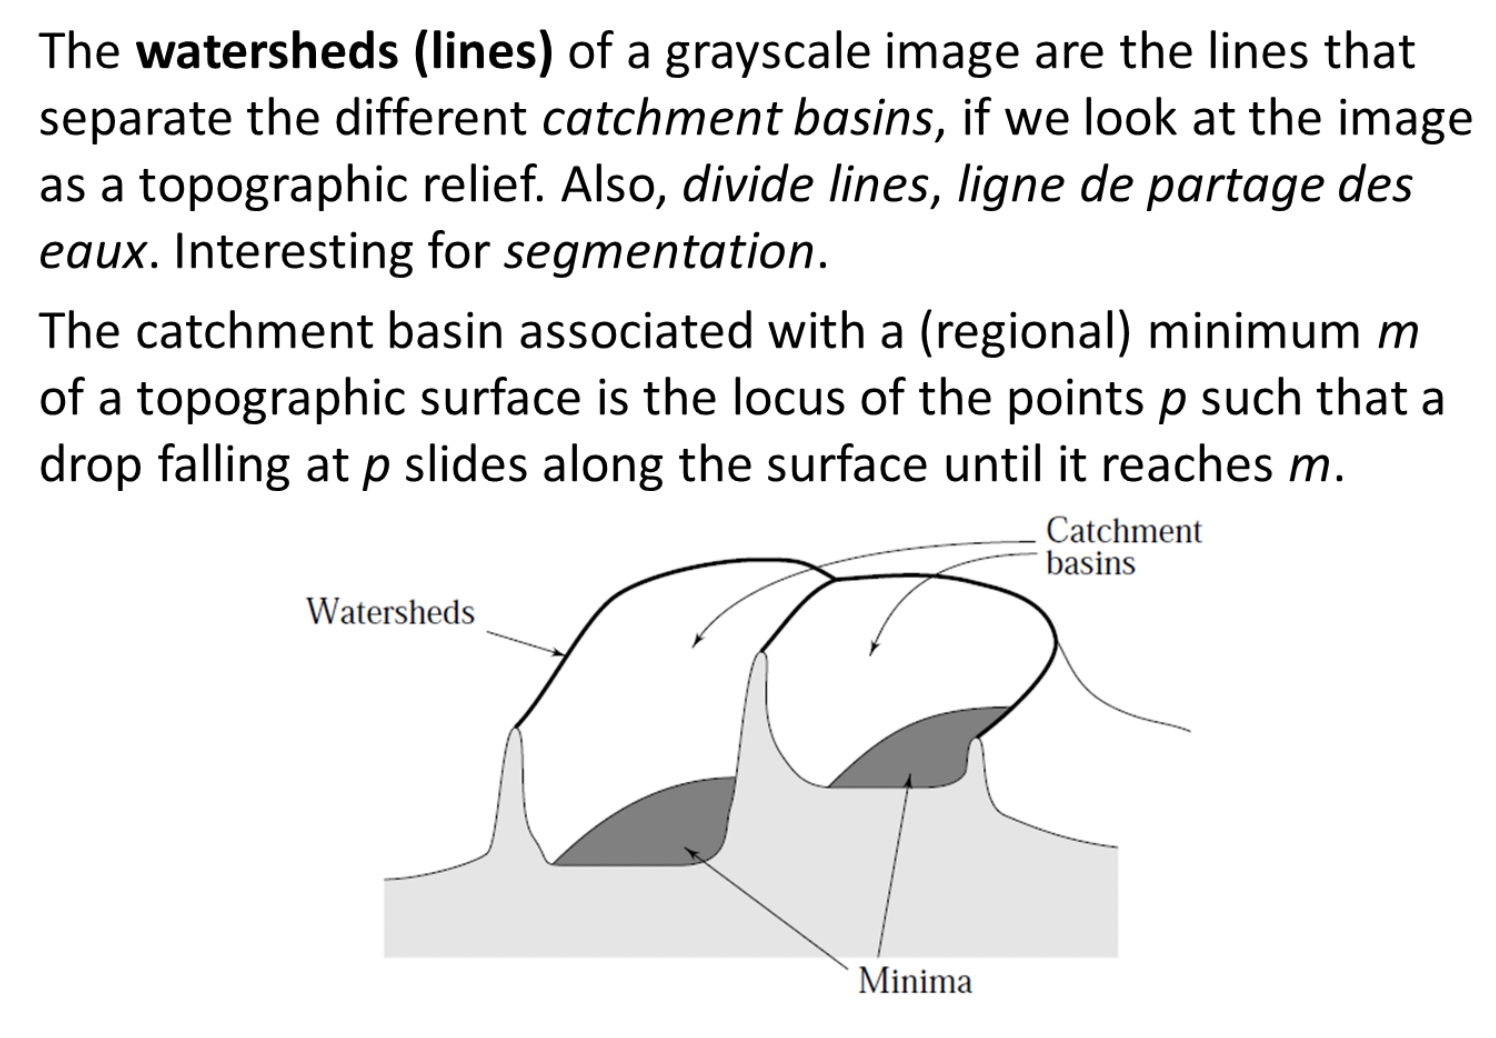 The watersheds (lines) of a grayscale image are the lines that
separate the different catchment basins, if we look at the image
as a topographic relief. Also, divide lines, ligne de partage des
eaux. Interesting for segmentation.
The catchment basin associated with a (regional) minimum m
of a topographic surface is the locus of the points p such that a
drop falling at p slides along the surface until it reaches m.
Catchment
basins
Watersheds
Minima